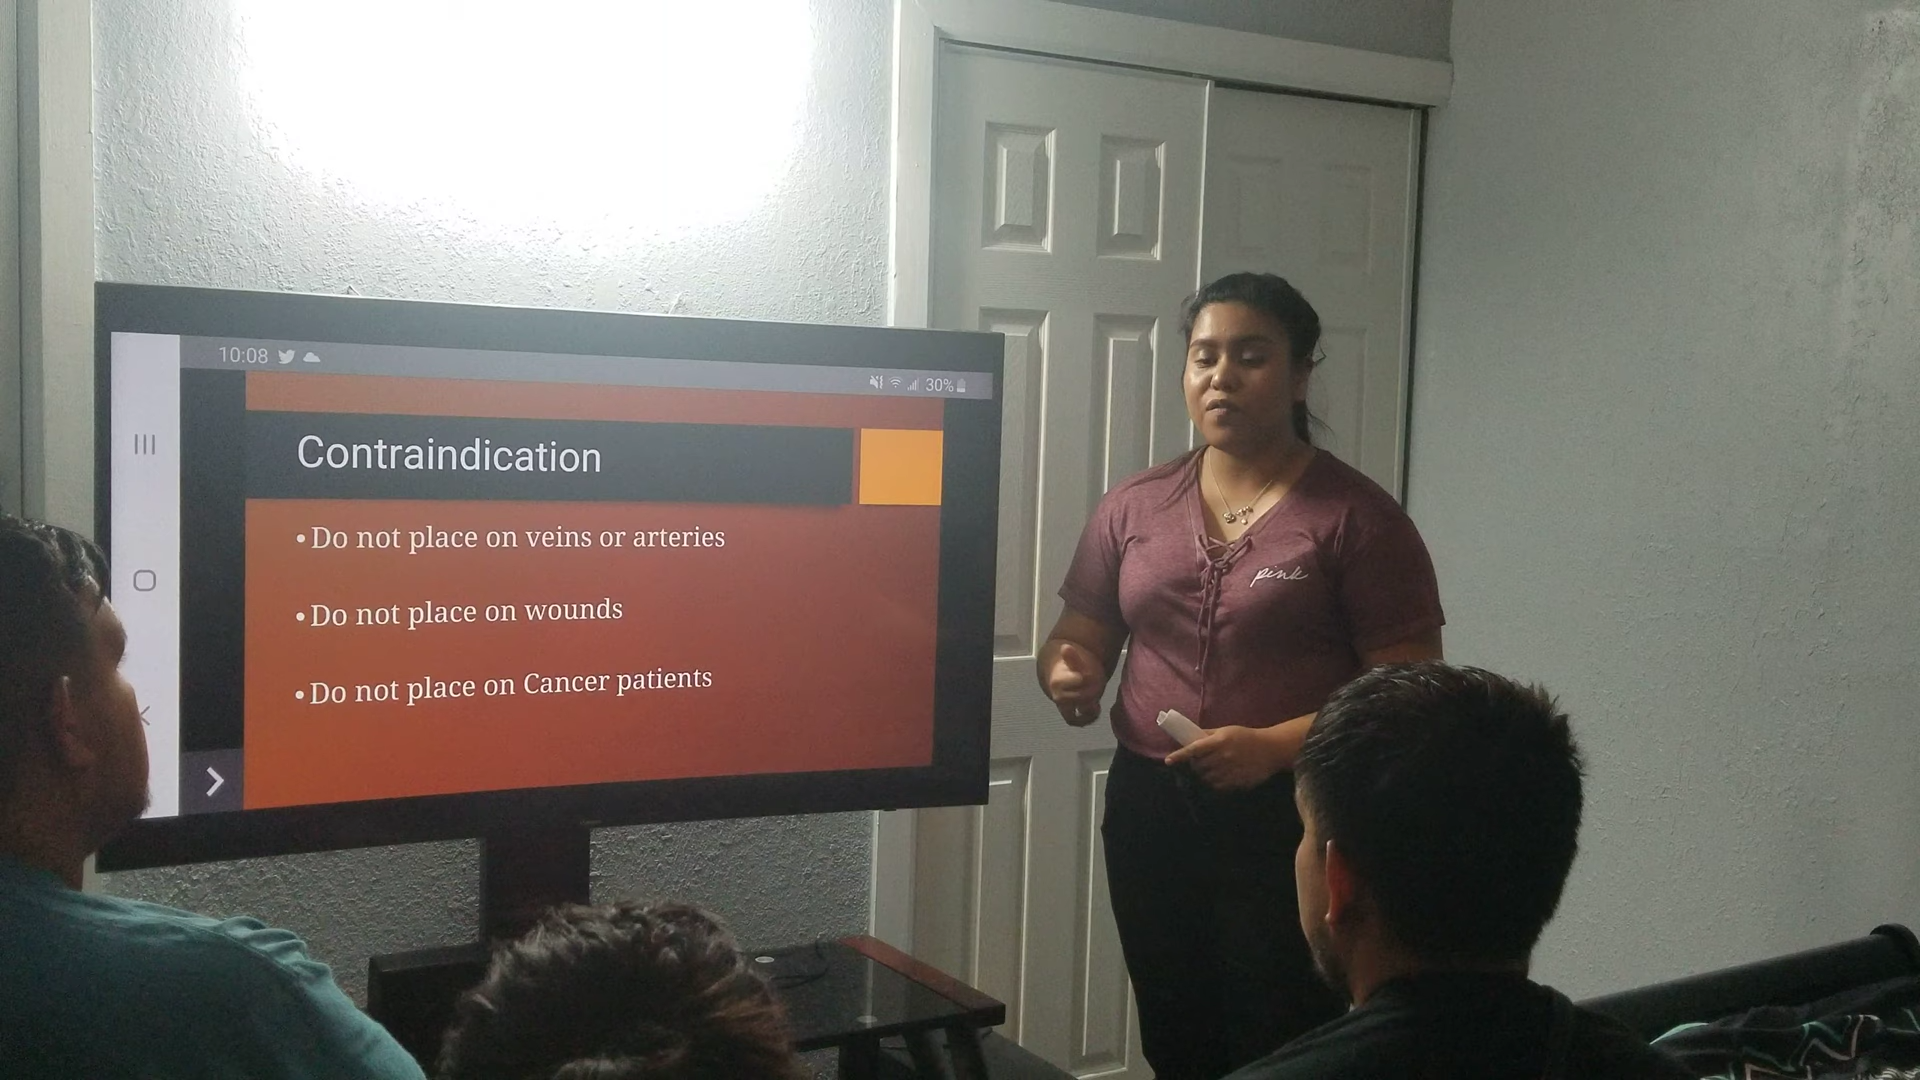 10:08
30%
Contraindication
• Do not place on veins or arteries
• Do not place on wounds
• Do not place on Cancer patients
pink